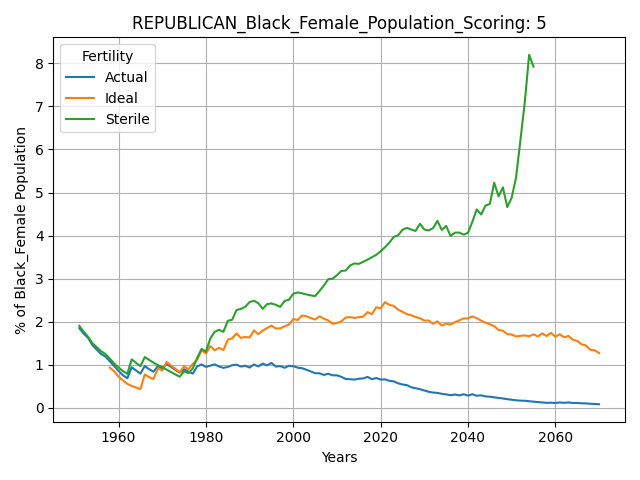 REPUBLICAN_Black_Female_Population_Scoring: 5
Fertility
Actual
Ideal
Sterile
% of Black_Female Population
8
7
6
5
4
3
2
1
0
1960
1980
2000
2020
2040
2060
Years